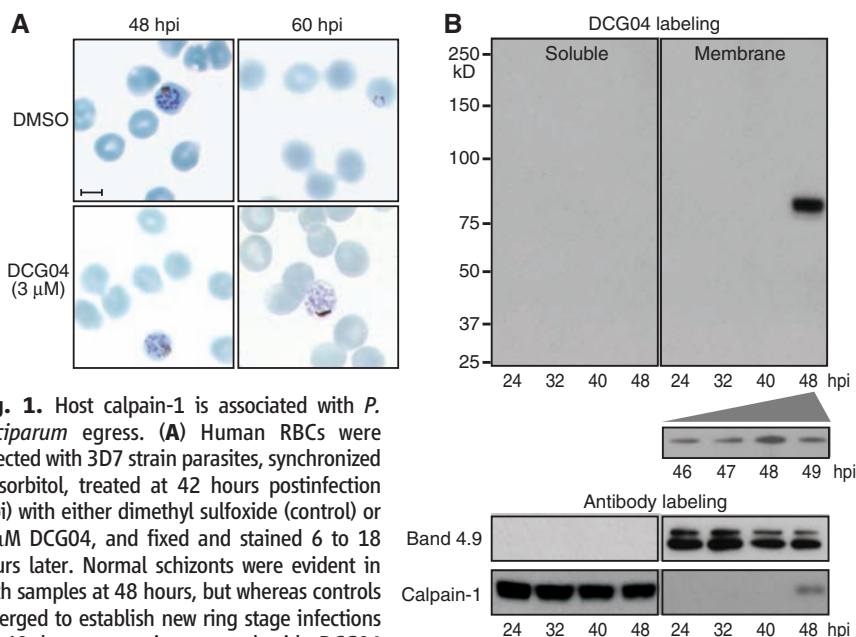 A
48 hpi 60 hpi
DMSO
DCG04
(3 μM)
B
DCG04 labeling
250
kD
Soluble Membrane
150
100
75
50
37
25
24 32 40 48 24 32 40 48 hpi
46 47 48 49 hpi
Antibody labeling
Band 4.9
Calpain-1
24 32 40 48 24 32 40 48 hpi
1. Host calpain-1 is associated with P.
egress. (A) Human RBCs were
with 3D7 strain parasites, synchronized
sorbitol, treated at 42 hours postinfection
with either dimethyl sulfoxide (control) or
DCG04, and fixed and stained 6 to 18
later. Normal schizonts were evident in
samples at 48 hours, but whereas controls
to establish new ring stage infections